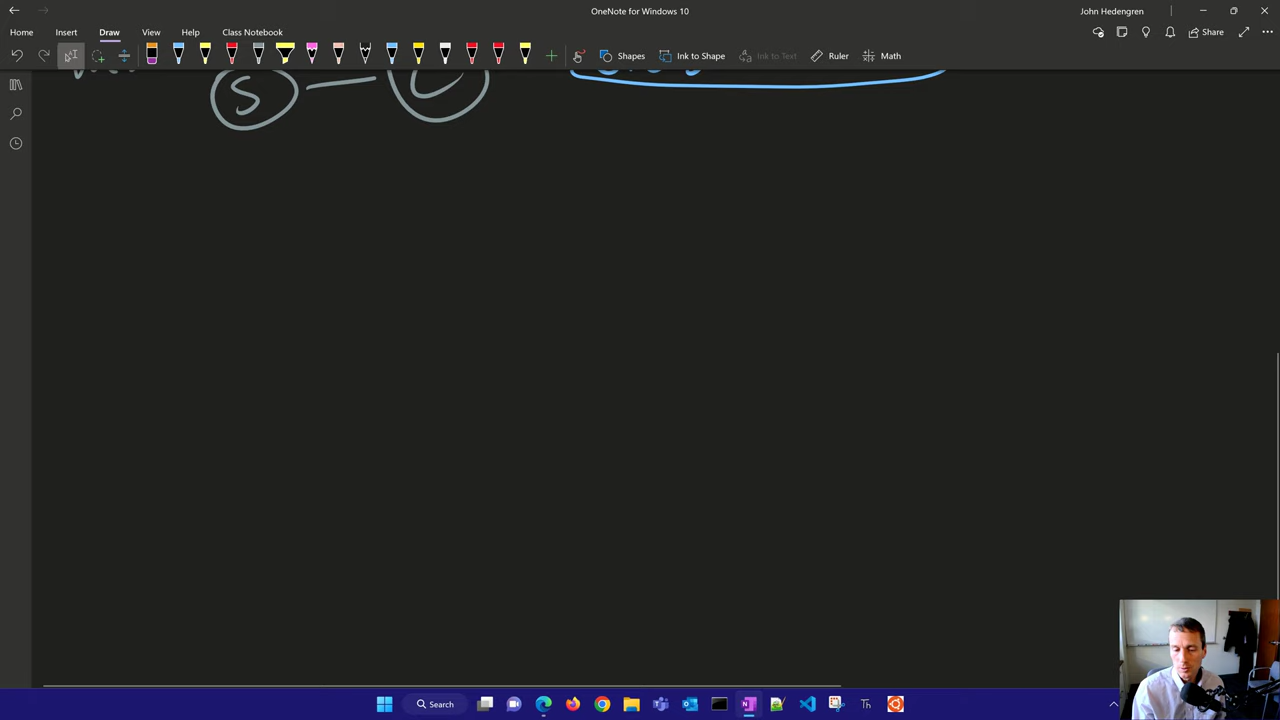 OneNote for Windows 10
John Hedengren
Home Insert Draw View Help Class Notebook
Share
Shapes Ink to Shape Ink to Text Ruler Math
S
Search
Th